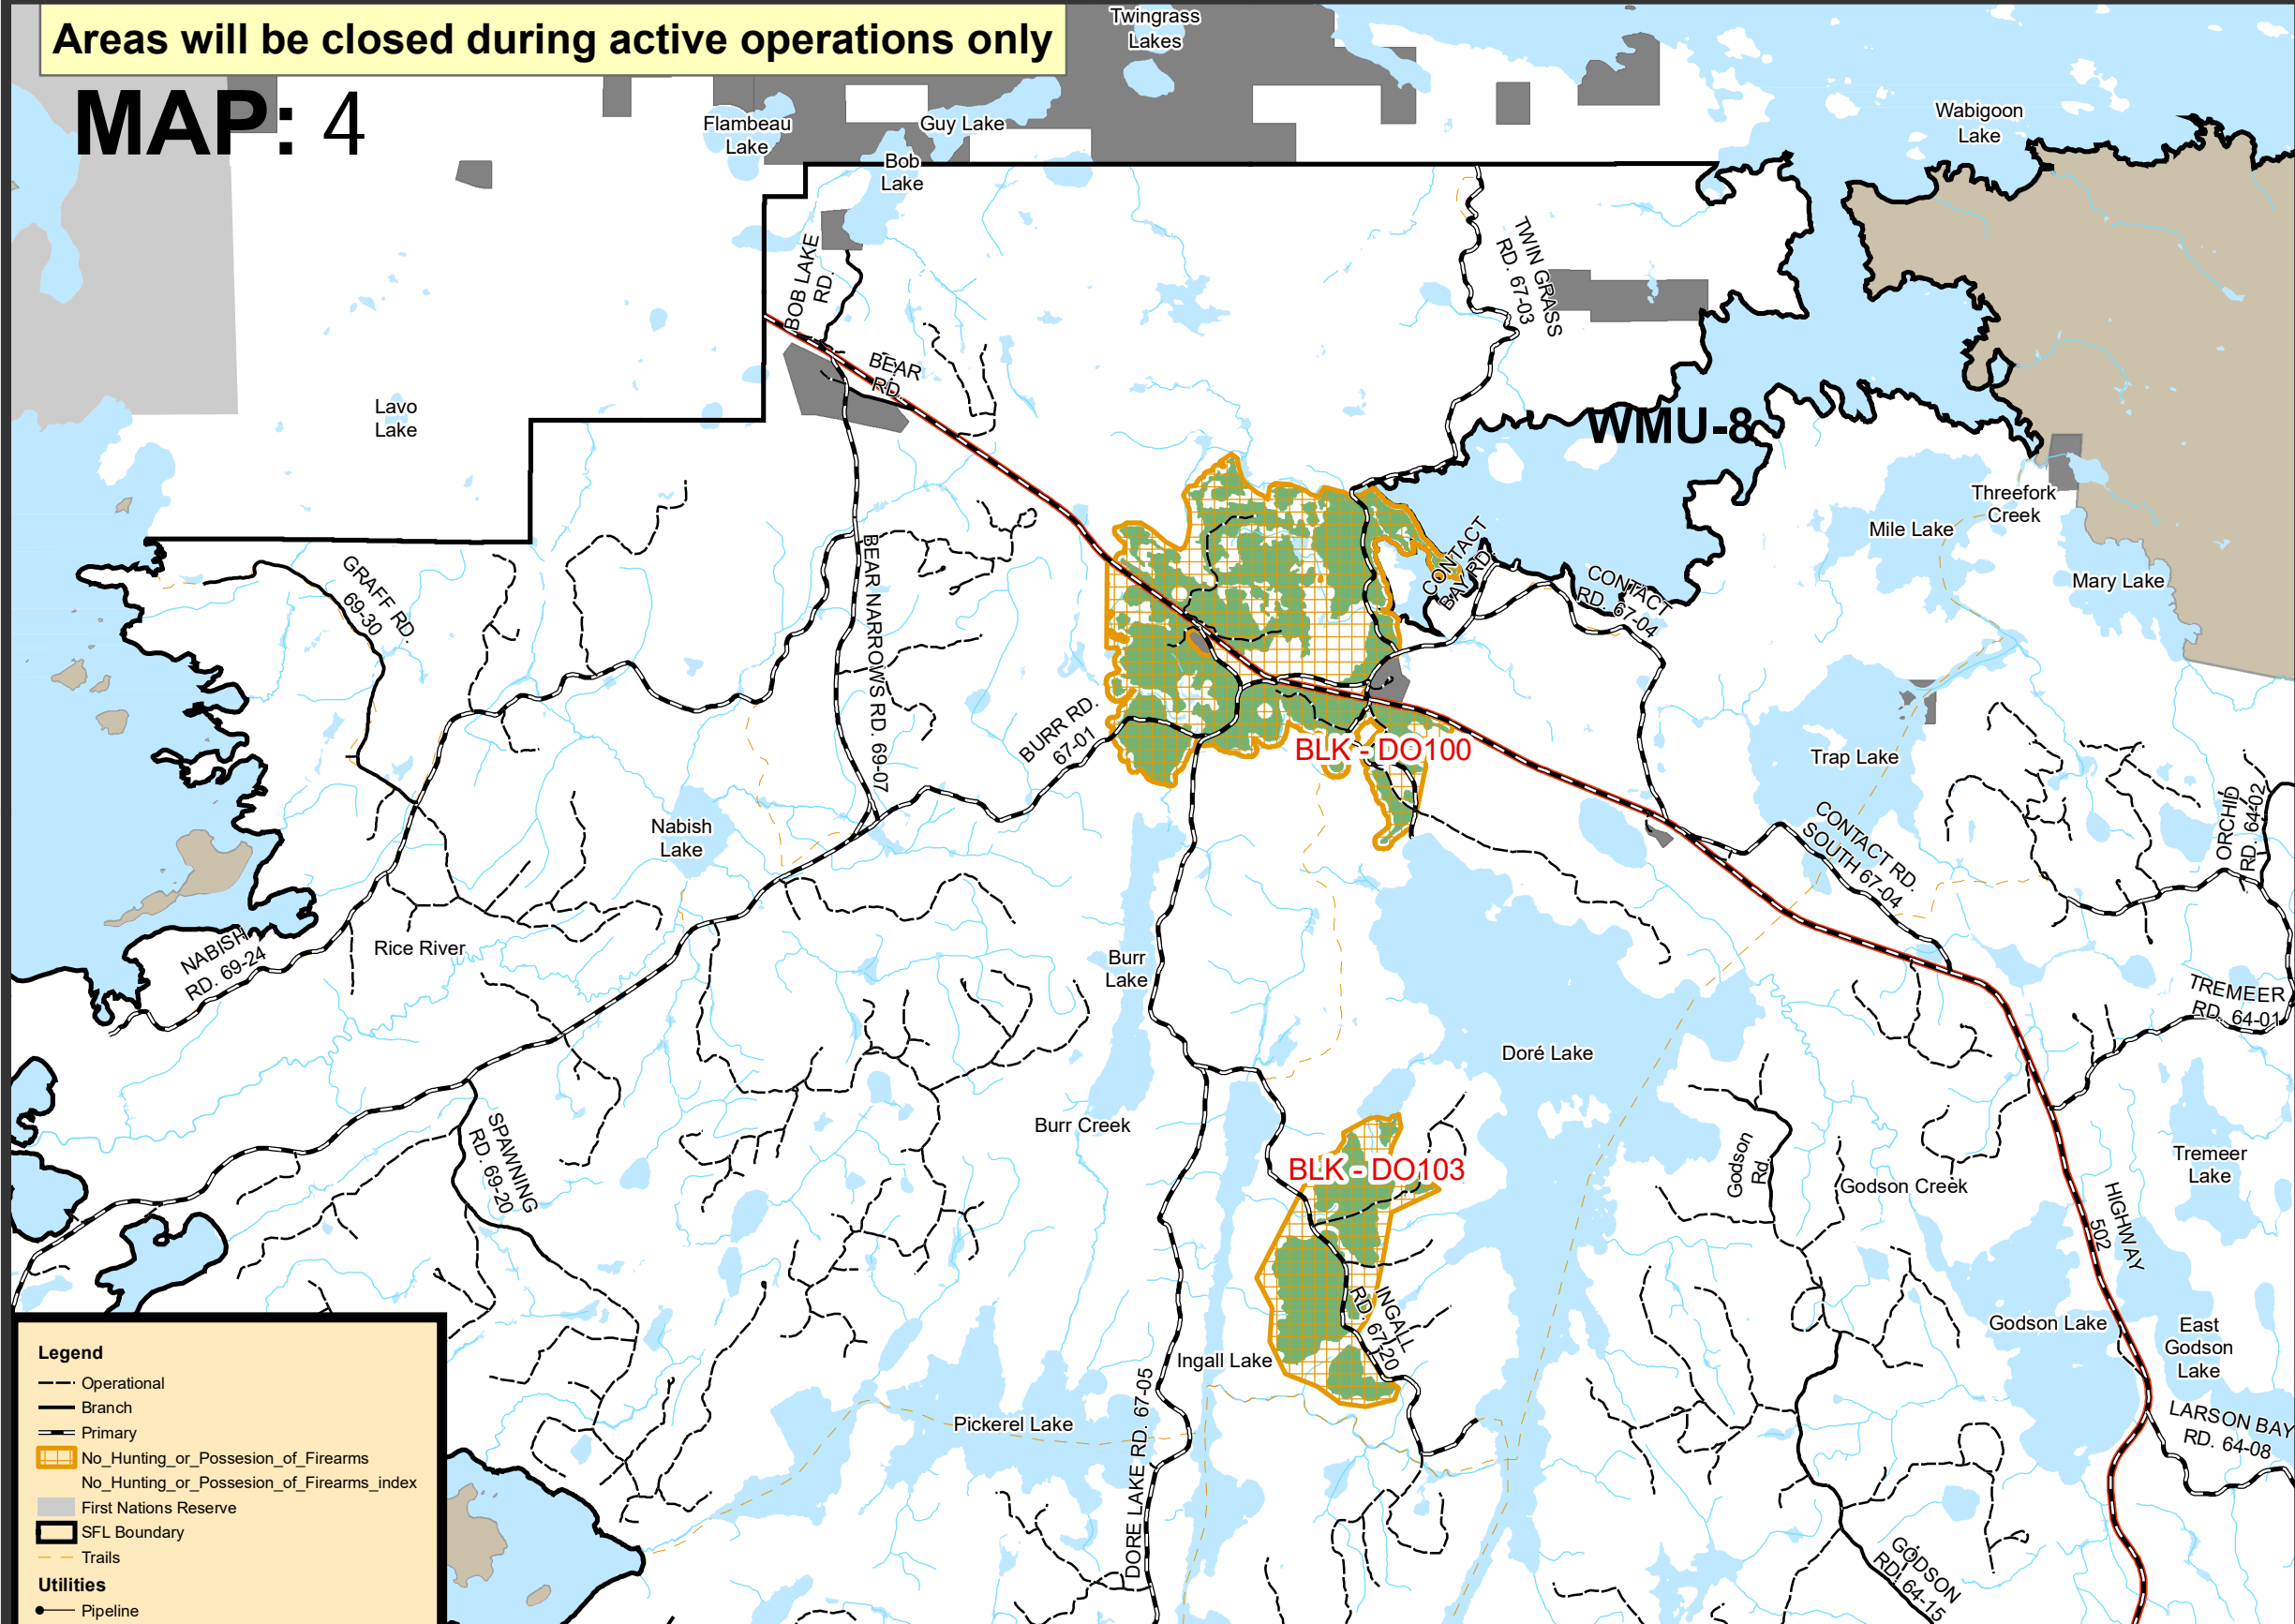 Areas will be closed during active operations only
MAP: 4
Twingrass
Lakes
Flambeau
Lake
Guy Lake
Bob
Lake
Wabigoon
Lake
BOB LAKE
RD.
BEAR
RD.
TWIN GRASS
RD. 67-03
Lavo
Lake
WMU-8
Threefork
Creek
Mile Lake
Mary Lake
GRAFF RD.
69-30
BEAR NARROWS RD. 69-07
CONTACT
BAY RD.
CONTACT
RD. 67-04
BURR RD.
67-01
BLK - DO100
Trap Lake
Nabish
Lake
CONTACT RD.
SOUTH 67-04
ORCHID
RD. 64-02
NABISH
RD. 69-24
Rice River
Burr
Lake
TREMEER
RD. 64-01
Doré Lake
SPAWNING
RD. 69-20
Burr Creek
BLK - DO103
Godson
Rd.
Godson Creek
Tremeer
Lake
HIGHWAY
502
INGALL
RD. 67-20
Ingall Lake
Godson Lake
East
Godson
Lake
Pickerel Lake
DORE LAKE RD. 67-05
LARSON BAY
RD. 64-08
GODSON
RD. 64-15
Legend
Operational
Branch
Primary
No_Hunting_or_Possesion_of_Firearms
No_Hunting_or_Possesion_of_Firearms_index
First Nations Reserve
SFL Boundary
Trails
Utilities
Pipeline